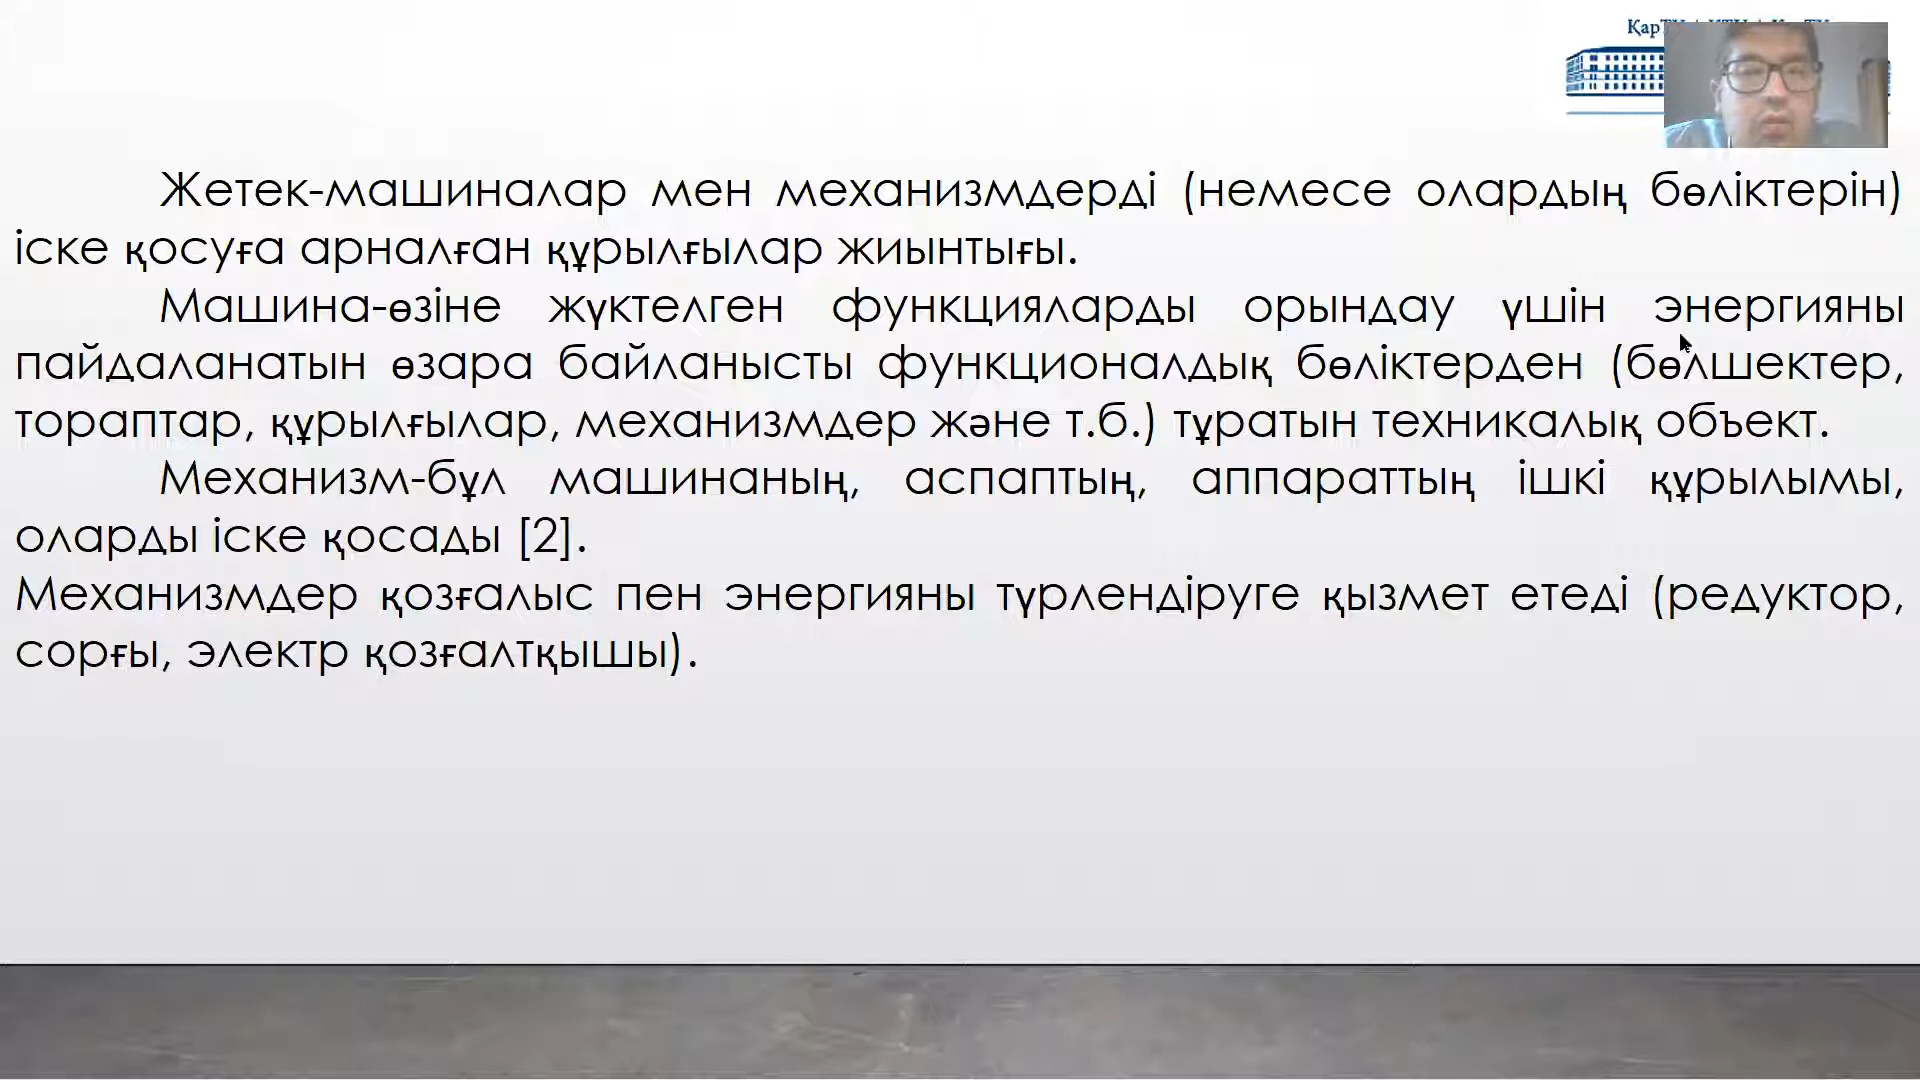 Жетек-машиналар мен механизмдерді (немесе олардың бөліктерін)
іске қосуға арналған құрылғылар жиынтығы.
Машина-өзіне жүктелген функцияларды орындау үшін энергияны
пайдаланатын өзара байланысты функционалдық бөліктерден (бөлшектер,
тораптар, құрылғылар, механизмдер және т.б.) тұратын техникалық объект.
Механизм-бұл машинаның, аспаптың, аппараттың ішкі құрылымы,
оларды іске қосады [2].
Механизмдер қозғалыс пен энергияны түрлендіруге қызмет етеді (редуктор,
сорғы, электр қозғалтқышы).